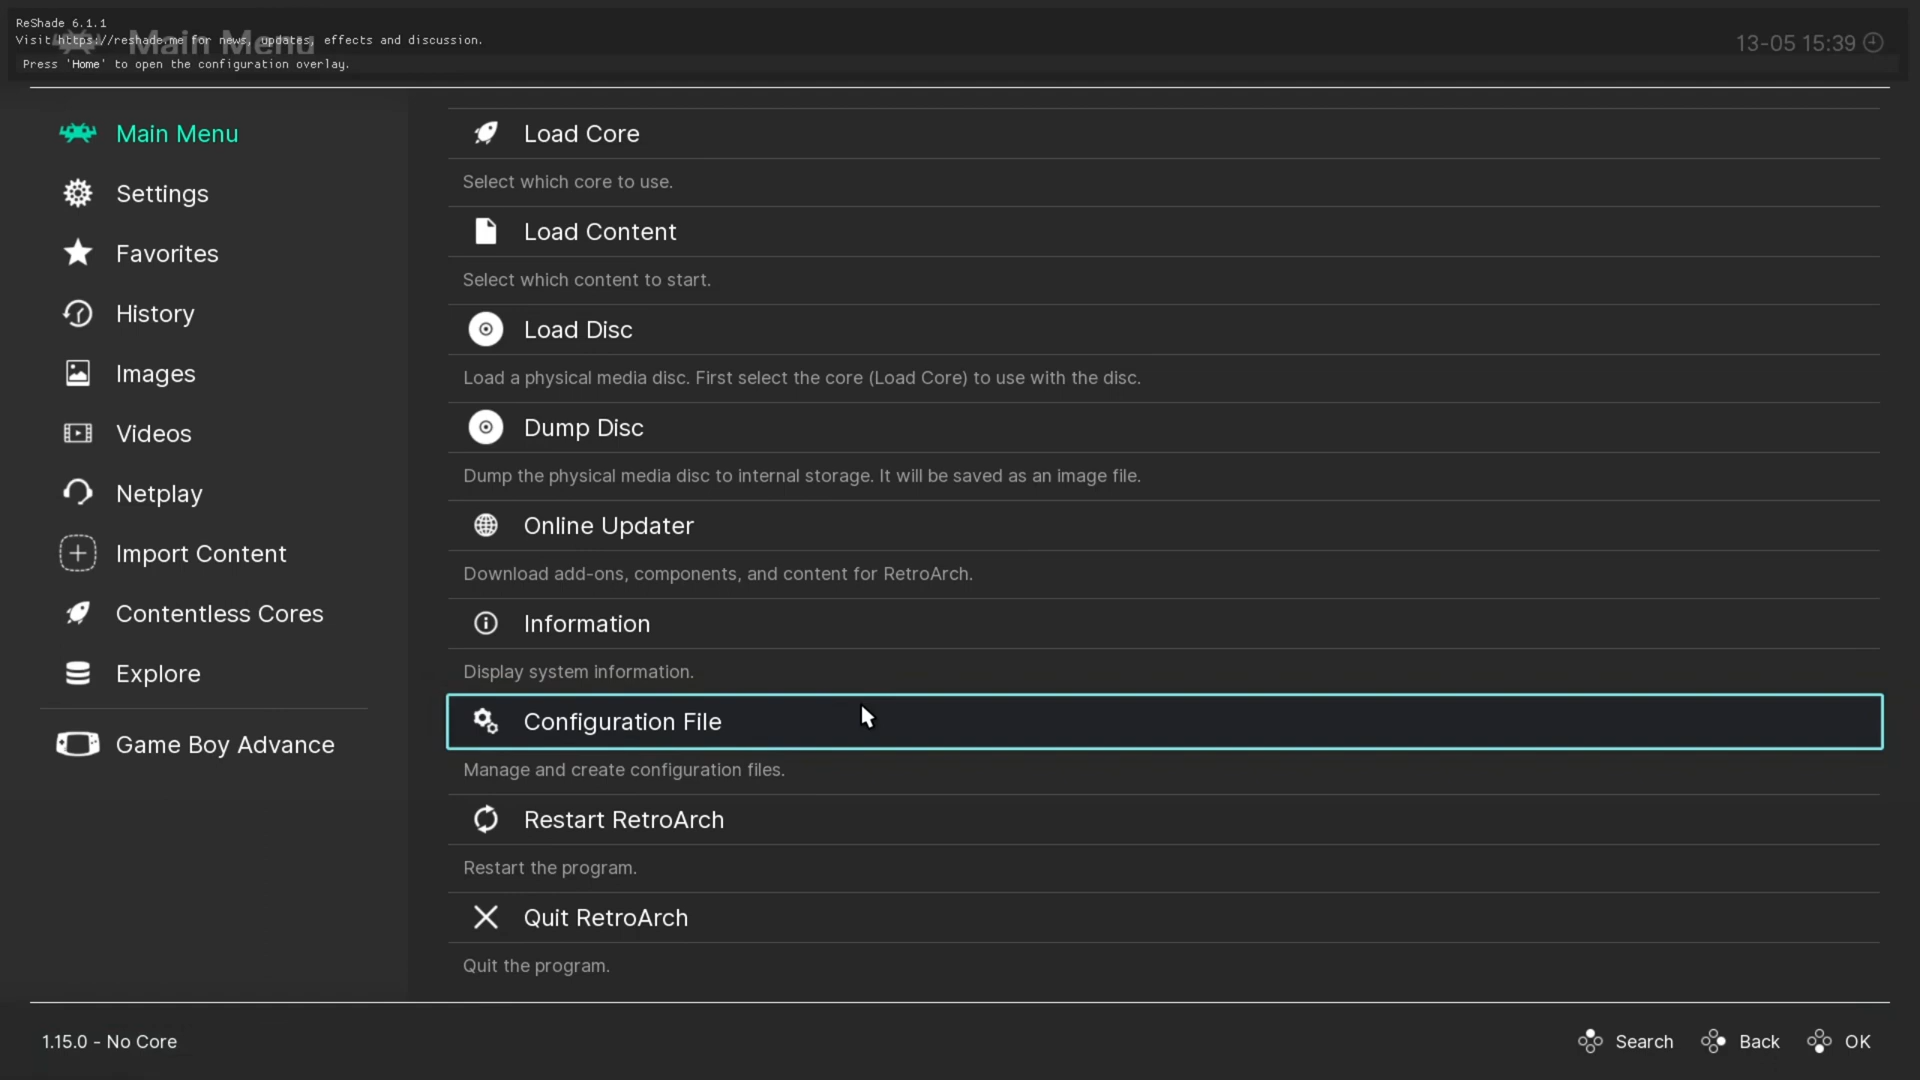 ReShade 6.1.1
Visit https://reshade.me for news, updates, effects and discussion.
Main Menu
Press 'Home' to open the configuration overlay.
13-05 15:39
Main Menu
Settings
Favorites
History
Images
Videos
Netplay
Import Content
Contentless Cores
Explore
Game Boy Advance
Load Core
Select which core to use.
Load Content
Select which content to start.
Load Disc
Load a physical media disc. First select the core (Load Core) to use with the disc.
Dump Disc
Dump the physical media disc to internal storage. It will be saved as an image file.
Online Updater
Download add-ons, components, and content for RetroArch.
Information
Display system information.
Configuration File
Manage and create configuration files.
Restart RetroArch
Restart the program.
Quit RetroArch
Quit the program.
1.15.0 - No Core
Search
Back
OK